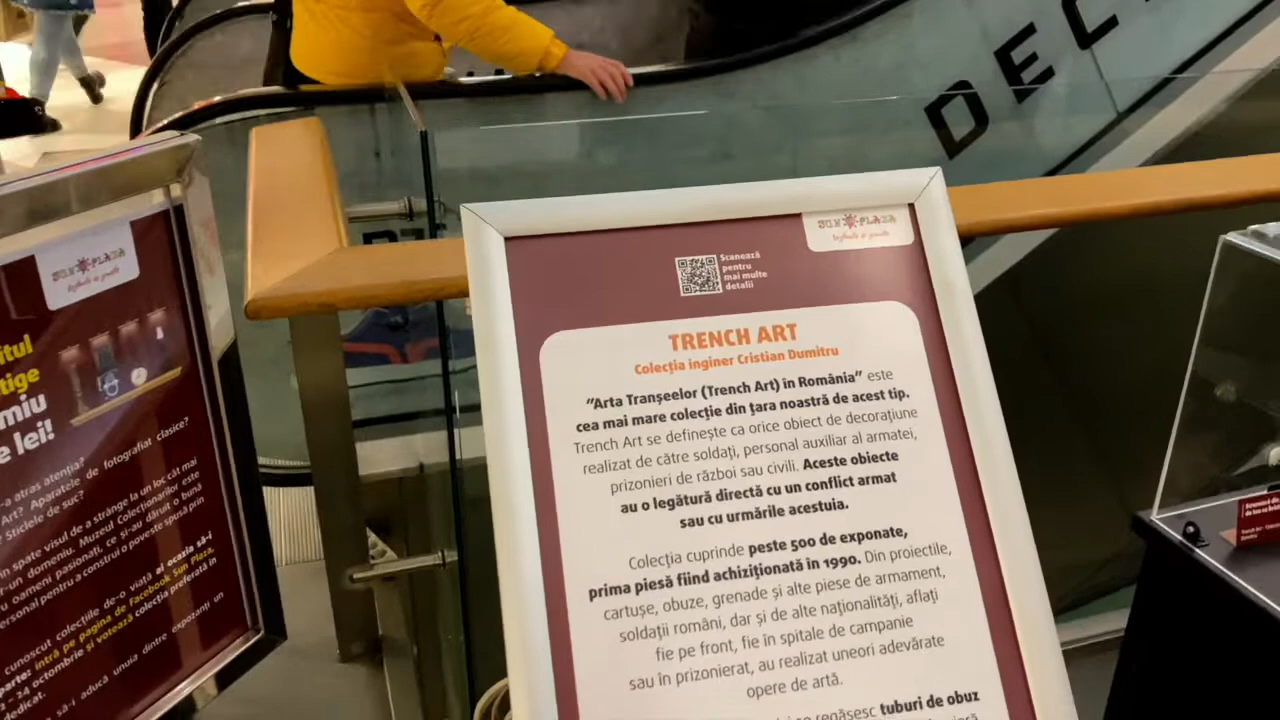 DEC
SUN PLAZA
itul
tige
miu
e lei!
-a atras atenția?
Art? Aparatele de fotografiat clasice?
Sticlele de suc?
în spate visul de a strânge la un loc cât mai
r-un domeniu. Muzeul Colecționarilor este
u oameni pasionați, ce și-au dăruit o bună
ersonal pentru a construi o poveste spusă prin
cunoscut colecțiile de-o viață ai ocazia să-i
parte: intră pe pagina de Facebook Sun Plaza,
- 24 octombrie și votează colecția preferată în
dedicat.
să-i aducă unuia dintre expozanți un
SUN PLAZA
Scanează
pentru
mai multe
detalii
TRENCH ART
Colecția inginer Cristian Dumitru
"Arta Tranșeelor (Trench Art) în România" este
cea mai mare colecție din țara noastră de acest tip.
Trench Art se definește ca orice obiect de decorațiune
realizat de către soldați, personal auxiliar al armatei,
prizonieri de război sau civili. Aceste obiecte
au o legătură directă cu un conflict armat
sau cu urmările acestuia.
Colecția cuprinde peste 500 de exponate,
prima piesă fiind achiziționată în 1990. Din proiectile,
cartușe, obuze, grenade și alte piese de armament,
soldații români, dar și de alte naționalități, aflați
fie pe front, fie în spitale de campanie
sau în prizonierat, au realizat uneori adevărate
opere de artă.
se regăsesc tuburi de obuz